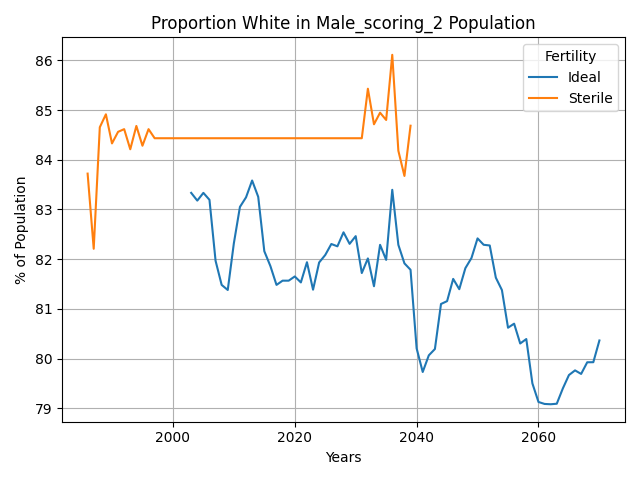 Proportion White in Male_scoring_2 Population
Fertility
Ideal
Sterile
% of Population
86
85
84
83
82
81
80
79
2000
2020
2040
2060
Years